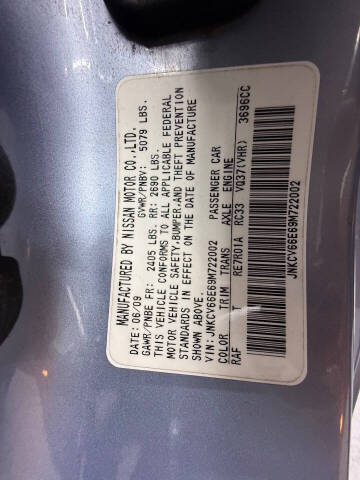 MANUFACTURED BY NISSAN MOTOR CO.,LTD.
DATE: 06/09 GVWR/PNBV: 5079 LBS.
GAWR/PNBE FR: 2405 LBS. RR: 2690 LBS.
THIS VEHICLE CONFORMS TO ALL APPLICABLE FEDERAL
MOTOR VEHICLE SAFETY,BUMPER,AND THEFT PREVENTION
STANDARDS IN EFFECT ON THE DATE OF MANUFACTURE
SHOWN ABOVE.
VIN: JNKCV66E69M722002 PASSENGER CAR
COLOR TRIM TRANS AXLE ENGINE
RAF T RE7R01A RC33 VQ37(VHR) 3696CC
JNKCV66E69M722002